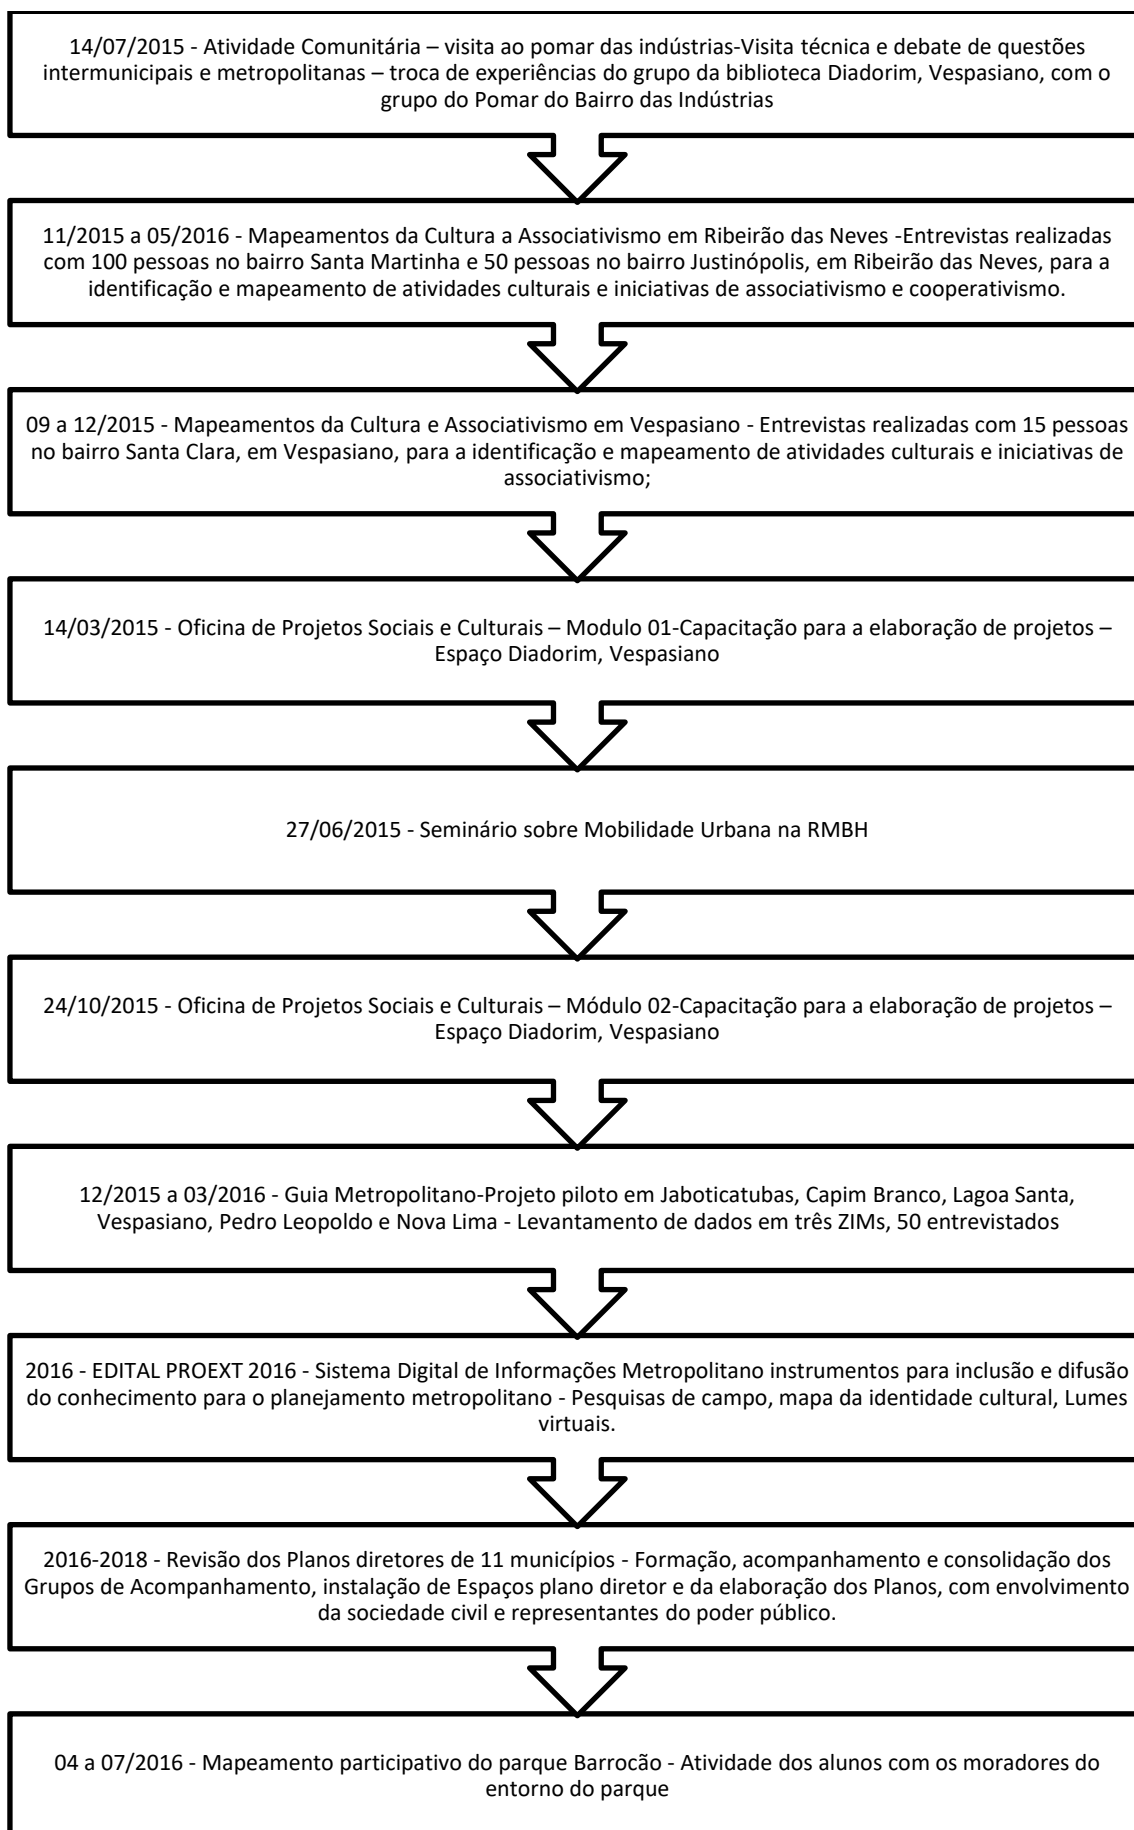 14/07/2015 - Atividade Comunitária – visita ao pomar das indústrias-Visita técnica e debate de questões
intermunicipais e metropolitanas – troca de experiências do grupo da biblioteca Diadorim, Vespasiano, com o
grupo do Pomar do Bairro das Indústrias
11/2015 a 05/2016 - Mapeamentos da Cultura a Associativismo em Ribeirão das Neves -Entrevistas realizadas
com 100 pessoas no bairro Santa Martinha e 50 pessoas no bairro Justinópolis, em Ribeirão das Neves, para a
identificação e mapeamento de atividades culturais e iniciativas de associativismo e cooperativismo.
09 a 12/2015 - Mapeamentos da Cultura e Associativismo em Vespasiano - Entrevistas realizadas com 15 pessoas
no bairro Santa Clara, em Vespasiano, para a identificação e mapeamento de atividades culturais e iniciativas de
associativismo;
14/03/2015 - Oficina de Projetos Sociais e Culturais – Modulo 01-Capacitação para a elaboração de projetos –
Espaço Diadorim, Vespasiano
27/06/2015 - Seminário sobre Mobilidade Urbana na RMBH
24/10/2015 - Oficina de Projetos Sociais e Culturais – Módulo 02-Capacitação para a elaboração de projetos –
Espaço Diadorim, Vespasiano
12/2015 a 03/2016 - Guia Metropolitano-Projeto piloto em Jaboticatubas, Capim Branco, Lagoa Santa,
Vespasiano, Pedro Leopoldo e Nova Lima - Levantamento de dados em três ZIMs, 50 entrevistados
2016 - EDITAL PROEXT 2016 - Sistema Digital de Informações Metropolitano instrumentos para inclusão e difusão
do conhecimento para o planejamento metropolitano - Pesquisas de campo, mapa da identidade cultural, Lumes
virtuais.
2016-2018 - Revisão dos Planos diretores de 11 municípios - Formação, acompanhamento e consolidação dos
Grupos de Acompanhamento, instalação de Espaços plano diretor e da elaboração dos Planos, com envolvimento
da sociedade civil e representantes do poder público.
04 a 07/2016 - Mapeamento participativo do parque Barrocão - Atividade dos alunos com os moradores do
entorno do parque